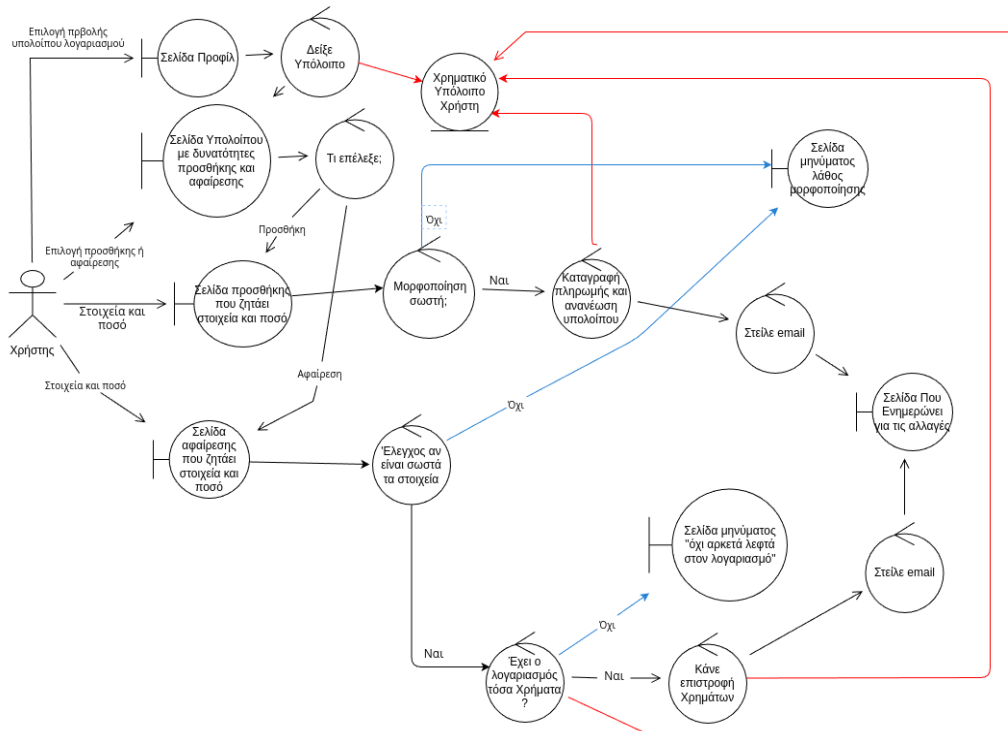 Επιλογή πρβολής
υπολοίπου λογαριασμού
Σελίδα Προφίλ
Δείξε
Υπόλοιπο
Χρηματικό
Υπόλοιπο
Χρήστη
Σελίδα Υπολοίπου
με δυνατότητες
προσθήκης και
αφαίρεσης
Τι επέλεξε;
Σελίδα
μηνύματος
λάθος
μορφοποίησης
Όχι
Προσθήκη
Επιλογή προσθήκης ή
αφαίρεσης
Σελίδα προσθήκης
που ζητάει
στοιχεία και ποσό
Μορφοποίηση
σωστή;
Ναι
Καταγραφή
πληρωμής και
ανανέωση
υπολοίπου
Στοιχεία και
ποσό
Χρήστης
Στείλε email
Αφαίρεση
Στοιχεία και ποσό
Όχι
Σελίδα Που
Ενημερώνει
για τις αλλαγές
Σελίδα
αφαίρεσης
που ζητάει
στοιχεία και
ποσό
Έλεγχος αν
είναι σωστά
τα στοιχεία
Σελίδα μηνύματος
"όχι αρκετά λεφτά
στον λογαριασμό"
Στείλε email
Όχι
Ναι
Έχει ο
λογαριασμός
τόσα Χρήματα
?
Ναι
Κάνε
επιστροφή
Χρημάτων